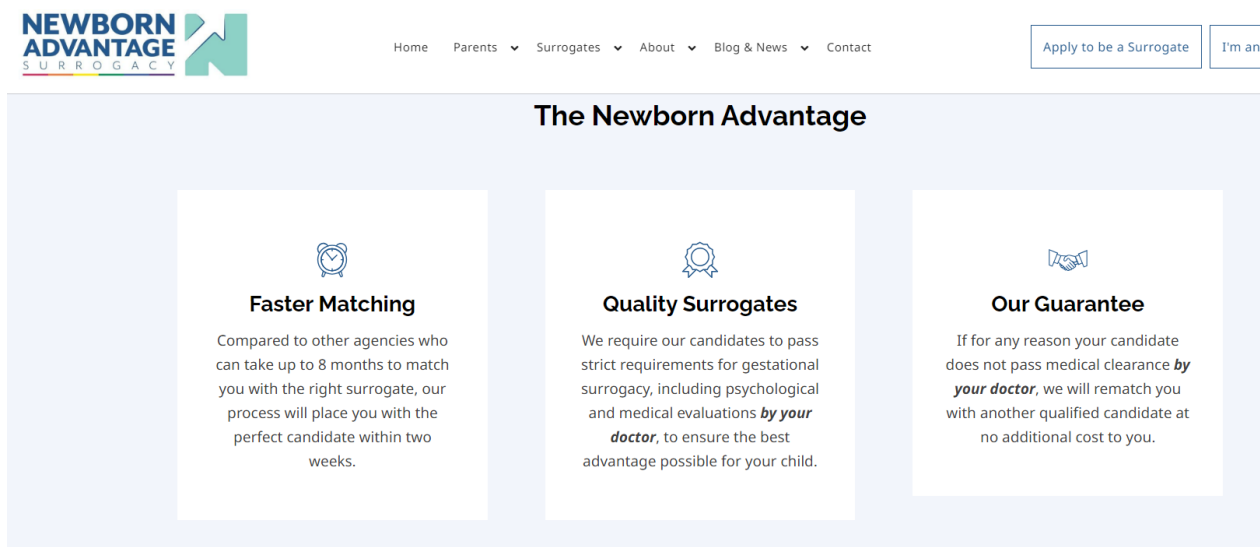 NEWBORN
ADVANTAGE
SURROGACY
Home
Parents
Surrogates
About
Blog & News
Contact
Apply to be a Surrogate
I'm an
The Newborn Advantage
Faster Matching
Compared to other agencies who
can take up to 8 months to match
you with the right surrogate, our
process will place you with the
perfect candidate within two
weeks.
Quality Surrogates
We require our candidates to pass
strict requirements for gestational
surrogacy, including psychological
and medical evaluations by your
doctor, to ensure the best
advantage possible for your child.
Our Guarantee
If for any reason your candidate
does not pass medical clearance by
your doctor, we will rematch you
with another qualified candidate at
no additional cost to you.